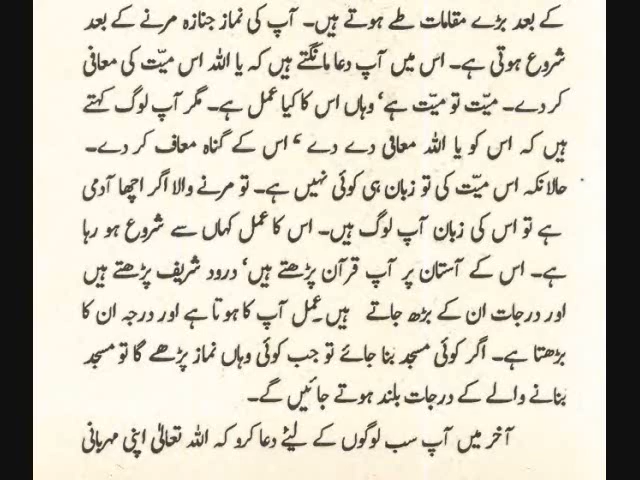 کے بعد بڑے مقامات طے ہوتے ہیں۔ آپ کی نماز جنازہ مرنے کے بعد
شروع ہوتی ہے۔ اس میں آپ دعا مانگتے ہیں کہ یا اللہ اس میّت کی معافی
کر دے۔ میّت تو میّت ہے، وہاں اس کا کیا عمل ہے۔ مگر آپ لوگ کہتے
ہیں کہ اس کو یا اللہ معافی دے دے، اس کے گناہ معاف کر دے۔
حالانکہ اس میّت کی تو زبان ہی کوئی نہیں ہے۔ تو مرنے والا اگر اچھا آدمی
ہے تو اس کی زبان آپ لوگ ہیں۔ اس کا عمل کہاں سے شروع ہو رہا
ہے۔ اس کے آستان پر آپ قرآن پڑھتے ہیں، درود شریف پڑھتے ہیں
اور درجات ان کے بڑھ جاتے ہیں۔عمل آپ کا ہوتا ہے اور درجہ ان کا
بڑھتا ہے۔ اگر کوئی مسجد بنا جائے تو جب کوئی وہاں نماز پڑھے گا تو مسجد
بنانے والے کے درجات بلند ہوتے جائیں گے۔
آخر میں آپ سب لوگوں کے لیٔے دعا کرو کہ اللہ تعالیٰ اپنی مہربانی